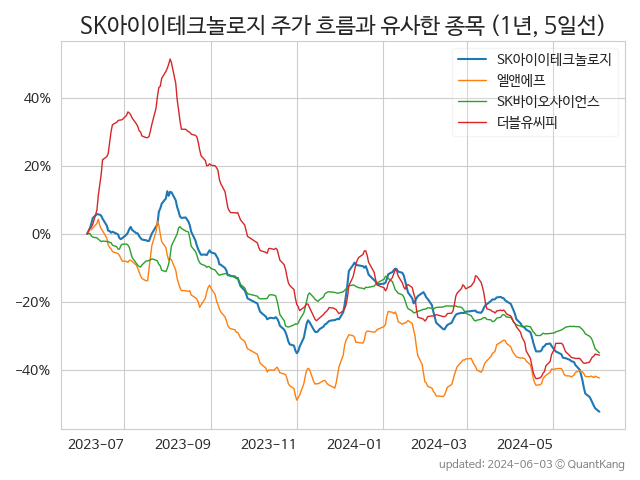 SK아이이테크놀로지 주가 흐름과 유사한 종목 (1년, 5일선)
SK아이이테크놀로지
엘앤에프
SK바이오사이언스
더블유씨피
40%
20%
0%
−20%
−40%
2023-07 2023-09 2023-11 2024-01 2024-03 2024-05
updated: 2024-06-03 © QuantKang